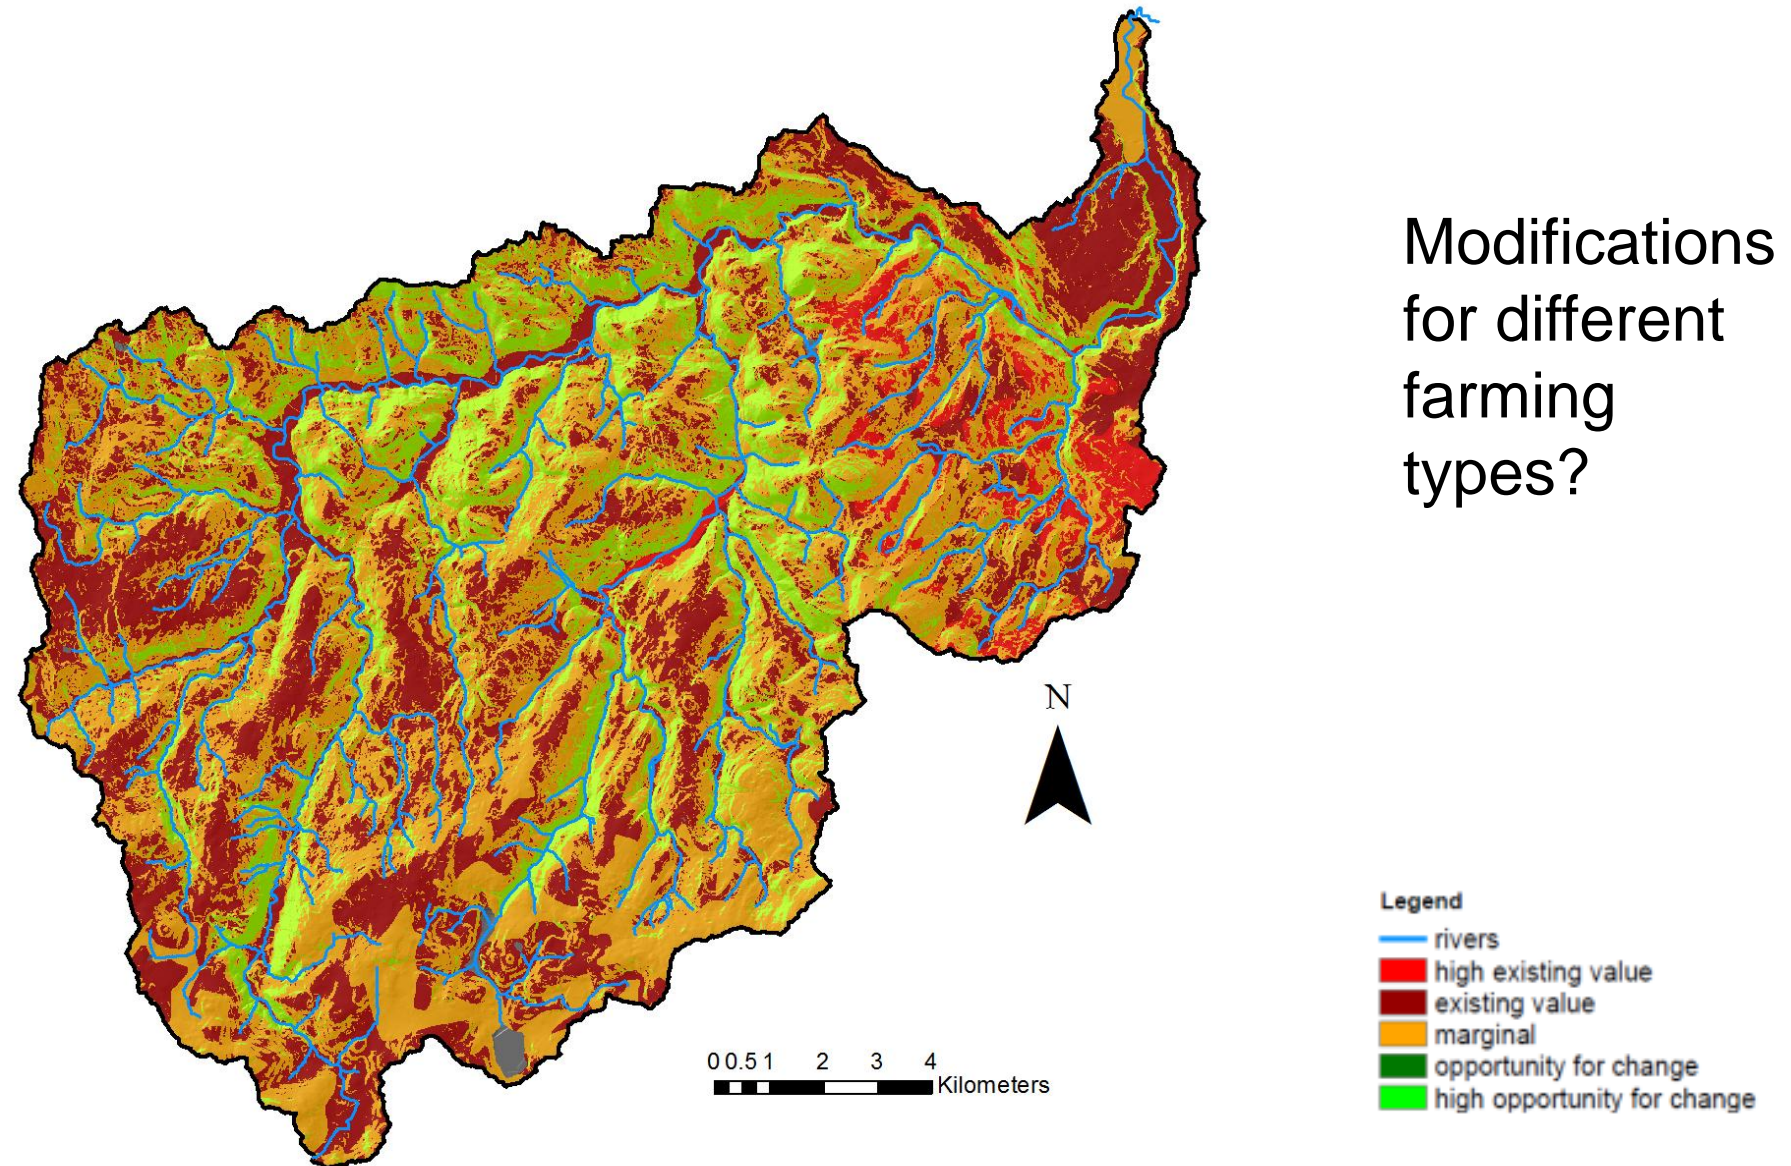 Modifications
for different
farming
types?
N
0 0.5 1 2 3 4
Kilometers
Legend
rivers
high existing value
existing value
marginal
opportunity for change
high opportunity for change